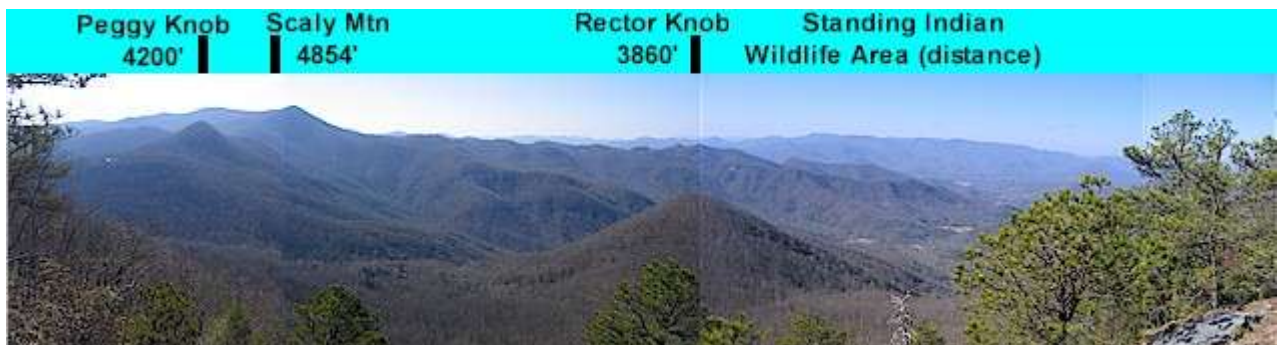 Peggy Knob
4200'
Scaly Mtn
4854'
Rector Knob
3860'
Standing Indian
Wildlife Area (distance)